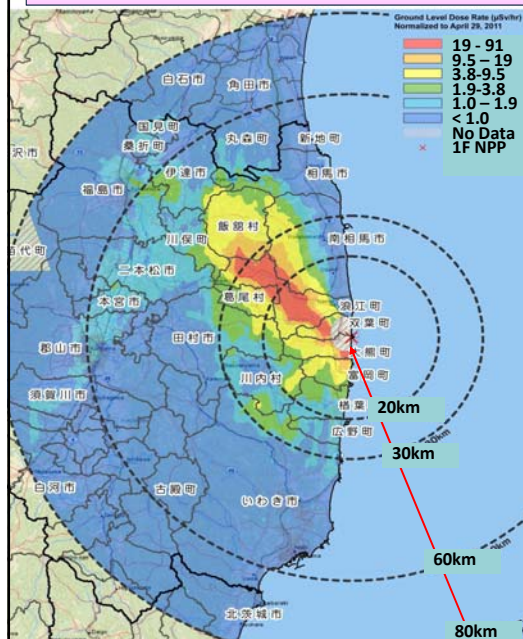 Ground Level Dose Rate (μSv/hr)
Normalized to April 29, 2011
19 - 91
9.5 – 19
3.8-9.5
1.9-3.8
1.0 – 1.9
< 1.0
No Data
1F NPP
白石市
角田市
国見町
丸森町
新地町
桑折町
沢市
伊達市
相馬市
福島市
飯舘村
川俣町
南相馬市
苗代町
二本松市
葛尾村
浪江町
本宮市
双葉町
田村市
大熊町
郡山市
川内村
富岡町
須賀川市
楢葉
20km
広野町
30km
白河市
古殿町
いわき市
60km
北茨城市
80km